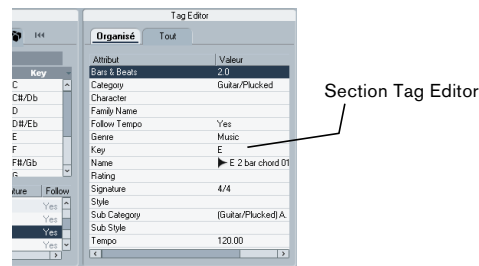 Tag Editor
Organisé Tout
Key
C
C#/Db
D
D#/Eb
E
F
F#/Gb
G
ture Follow
Yes
Yes
Yes
Yes
Attribut Valeur
Bars & Beats 2.0
Category Guitar/Plucked
Character
Family Name
Follow Tempo Yes
Genre Music
Key E
Name E 2 bar chord 01
Rating
Signature 4/4
Style
Sub Category (Guitar/Plucked) A.
Sub Style
Tempo 120.00
Section Tag Editor